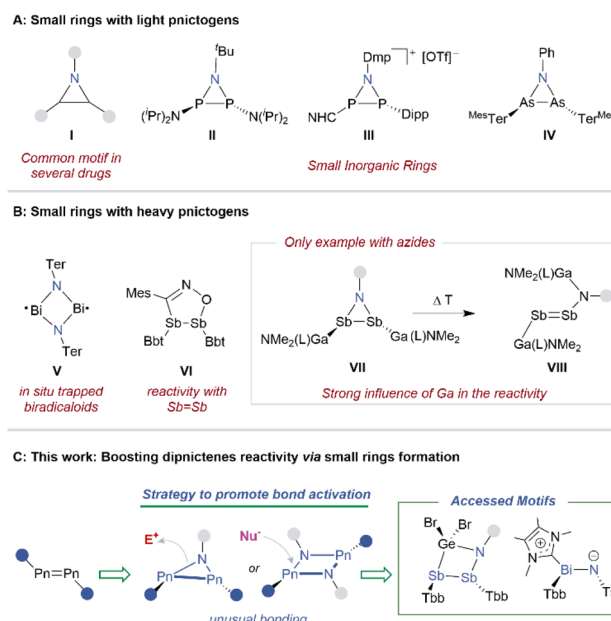 A: Small rings with light pnictogens
tBu
N
P P
(iPr)2N N(iPr)2
Dmp + [OTf]−
N
P P
NHC Dipp
Ph
N
As As
MesTer TerMe
N
I II III IV
Common motif in
several drugs
Small Inorganic Rings
B: Small rings with heavy pnictogens
Only example with azides
Ter
N
•Bi Bi•
N
Ter
Mes N O
Sb Sb
Bbt Bbt
N
Sb Sb
NMe2(L)Ga Ga(L)NMe2
Δ T
NMe2(L)Ga
N
Sb=Sb
Ga(L)NMe2
V VI VII VIII
in situ trapped
biradicaloids
reactivity with
Sb=Sb
Strong influence of Ga in the reactivity
C: This work: Boosting dipnictenes reactivity via small rings formation
Strategy to promote bond activation
Accessed Motifs
Pn=Pn
E+
N
Pn Pn
or
Nu-
N Pn
Pn N
unusual bonding
Br Br
Ge N
Sb Sb
Tbb Tbb
N + N
Bi N −
Tbb